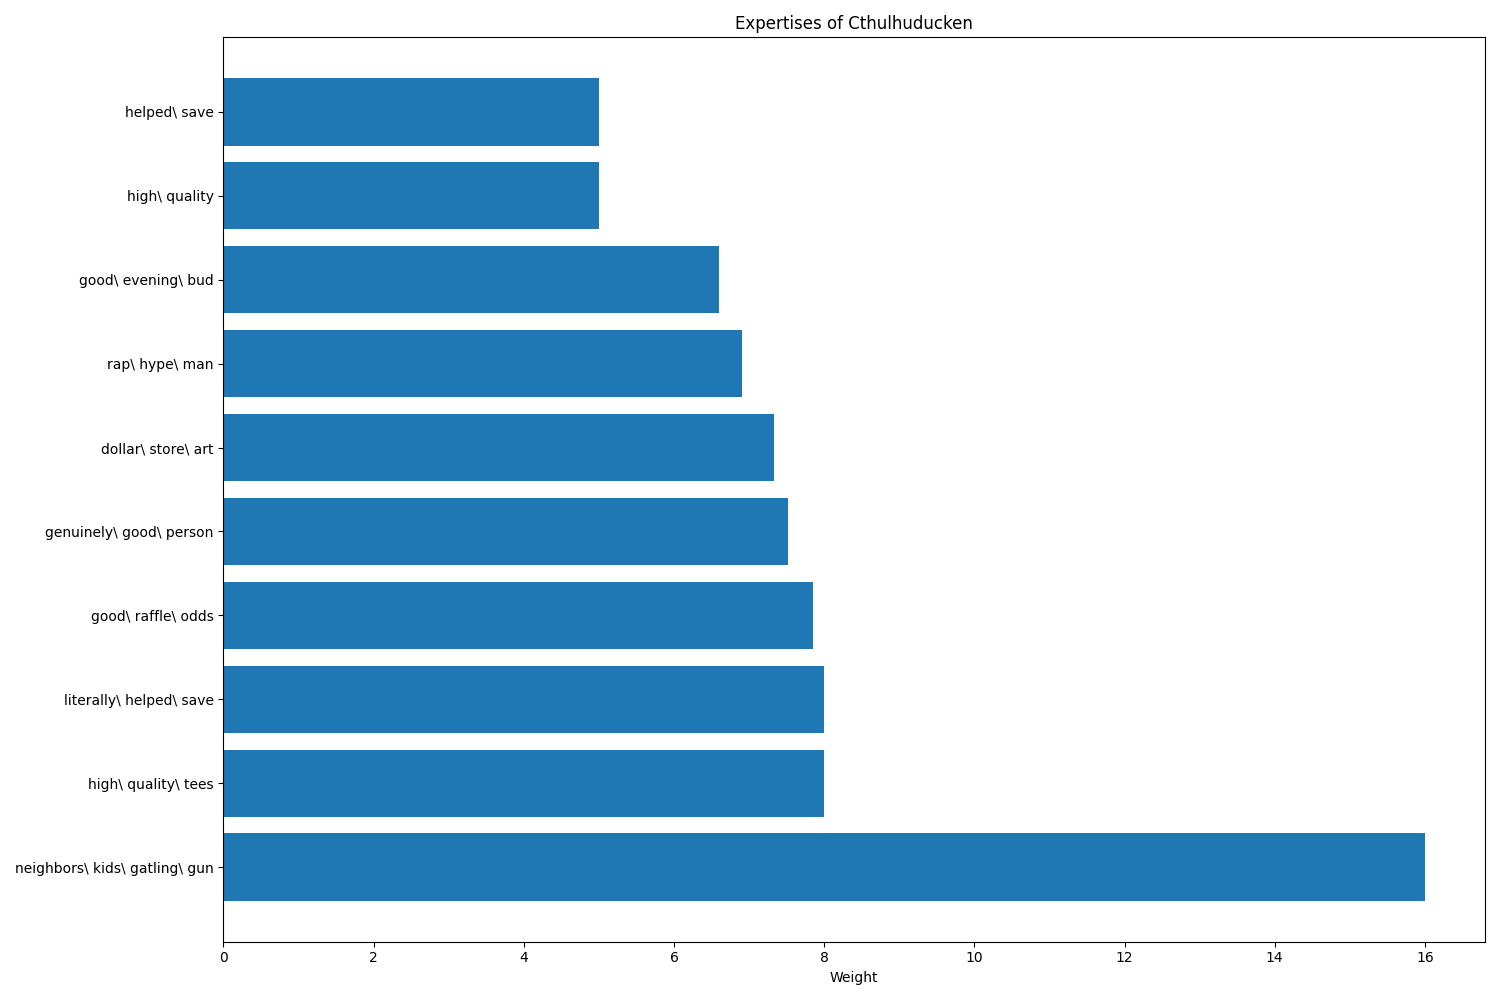 Expertises of Cthulhuducken
helped\ save
high\ quality
good\ evening\ bud
rap\ hype\ man
dollar\ store\ art
genuinely\ good\ person
good\ raffle\ odds
literally\ helped\ save
high\ quality\ tees
neighbors\ kids\ gatling\ gun
0 2 4 6 8 10 12 14 16
Weight